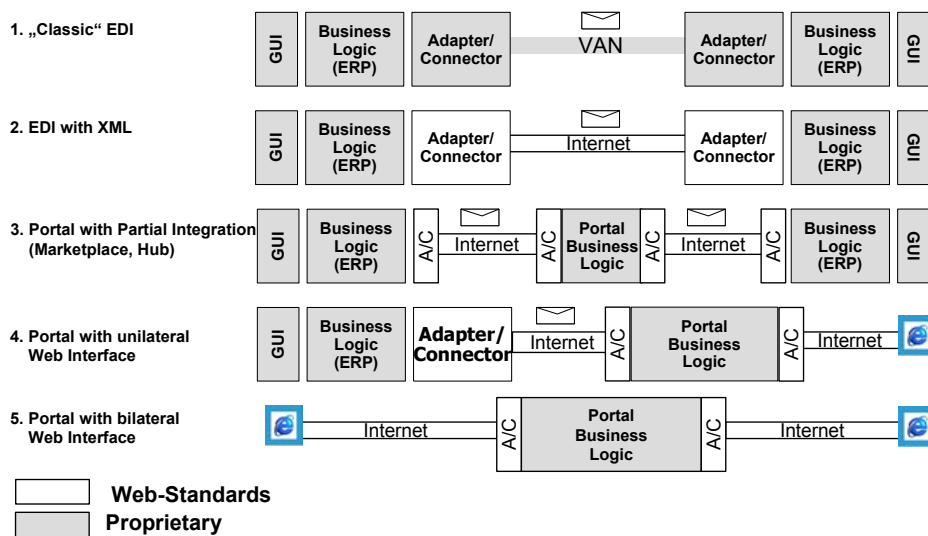 1. „Classic“ EDI
GUI
Business
Logic
(ERP)
Adapter/
Connector
VAN
Adapter/
Connector
Business
Logic
(ERP)
GUI
2. EDI with XML
GUI
Business
Logic
(ERP)
Adapter/
Connector
Internet
Adapter/
Connector
Business
Logic
(ERP)
GUI
3. Portal with Partial Integration
(Marketplace, Hub)
GUI
Business
Logic
(ERP)
A/C
Internet
A/C
Portal
Business
Logic
A/C
Internet
A/C
Business
Logic
(ERP)
GUI
4. Portal with unilateral
Web Interface
GUI
Business
Logic
(ERP)
Adapter/
Connector
Internet
A/C
Portal
Business
Logic
A/C
Internet
5. Portal with bilateral
Web Interface
Internet
A/C
Portal
Business
Logic
A/C
Internet
Web-Standards
Proprietary